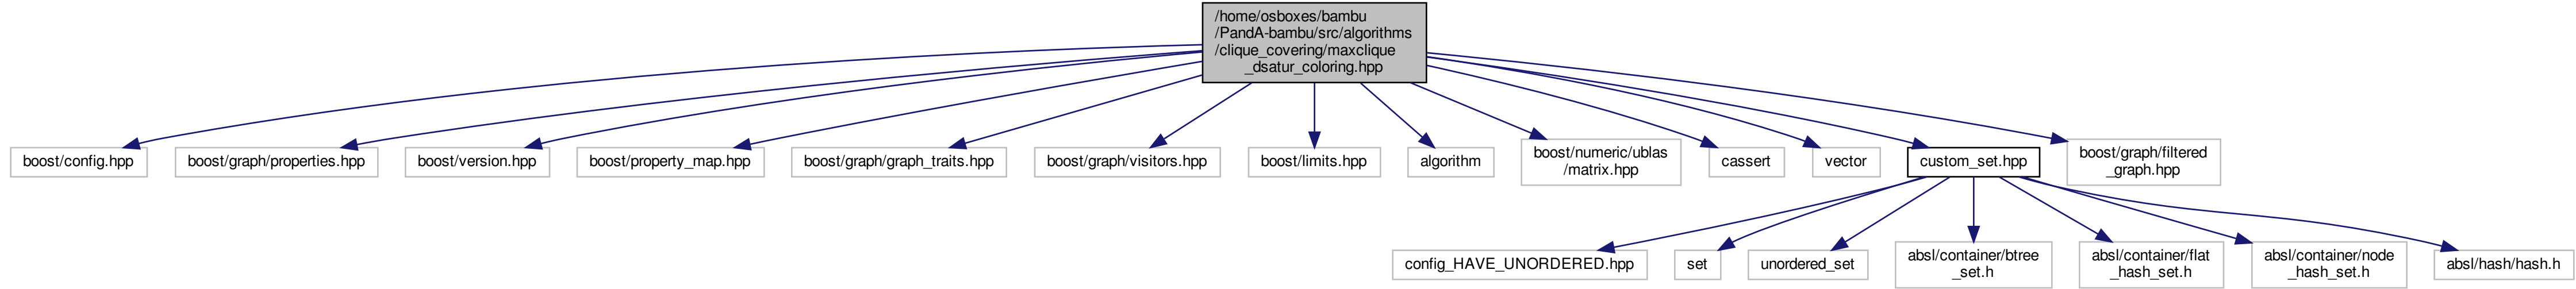 /home/osboxes/bambu
/PandA-bambu/src/algorithms
/clique_covering/maxclique
_dsatur_coloring.hpp
boost/config.hpp
boost/graph/properties.hpp
boost/version.hpp
boost/property_map.hpp
boost/graph/graph_traits.hpp
boost/graph/visitors.hpp
boost/limits.hpp
algorithm
boost/numeric/ublas
/matrix.hpp
cassert
vector
custom_set.hpp
boost/graph/filtered
_graph.hpp
config_HAVE_UNORDERED.hpp
set
unordered_set
absl/container/btree
_set.h
absl/container/flat
_hash_set.h
absl/container/node
_hash_set.h
absl/hash/hash.h